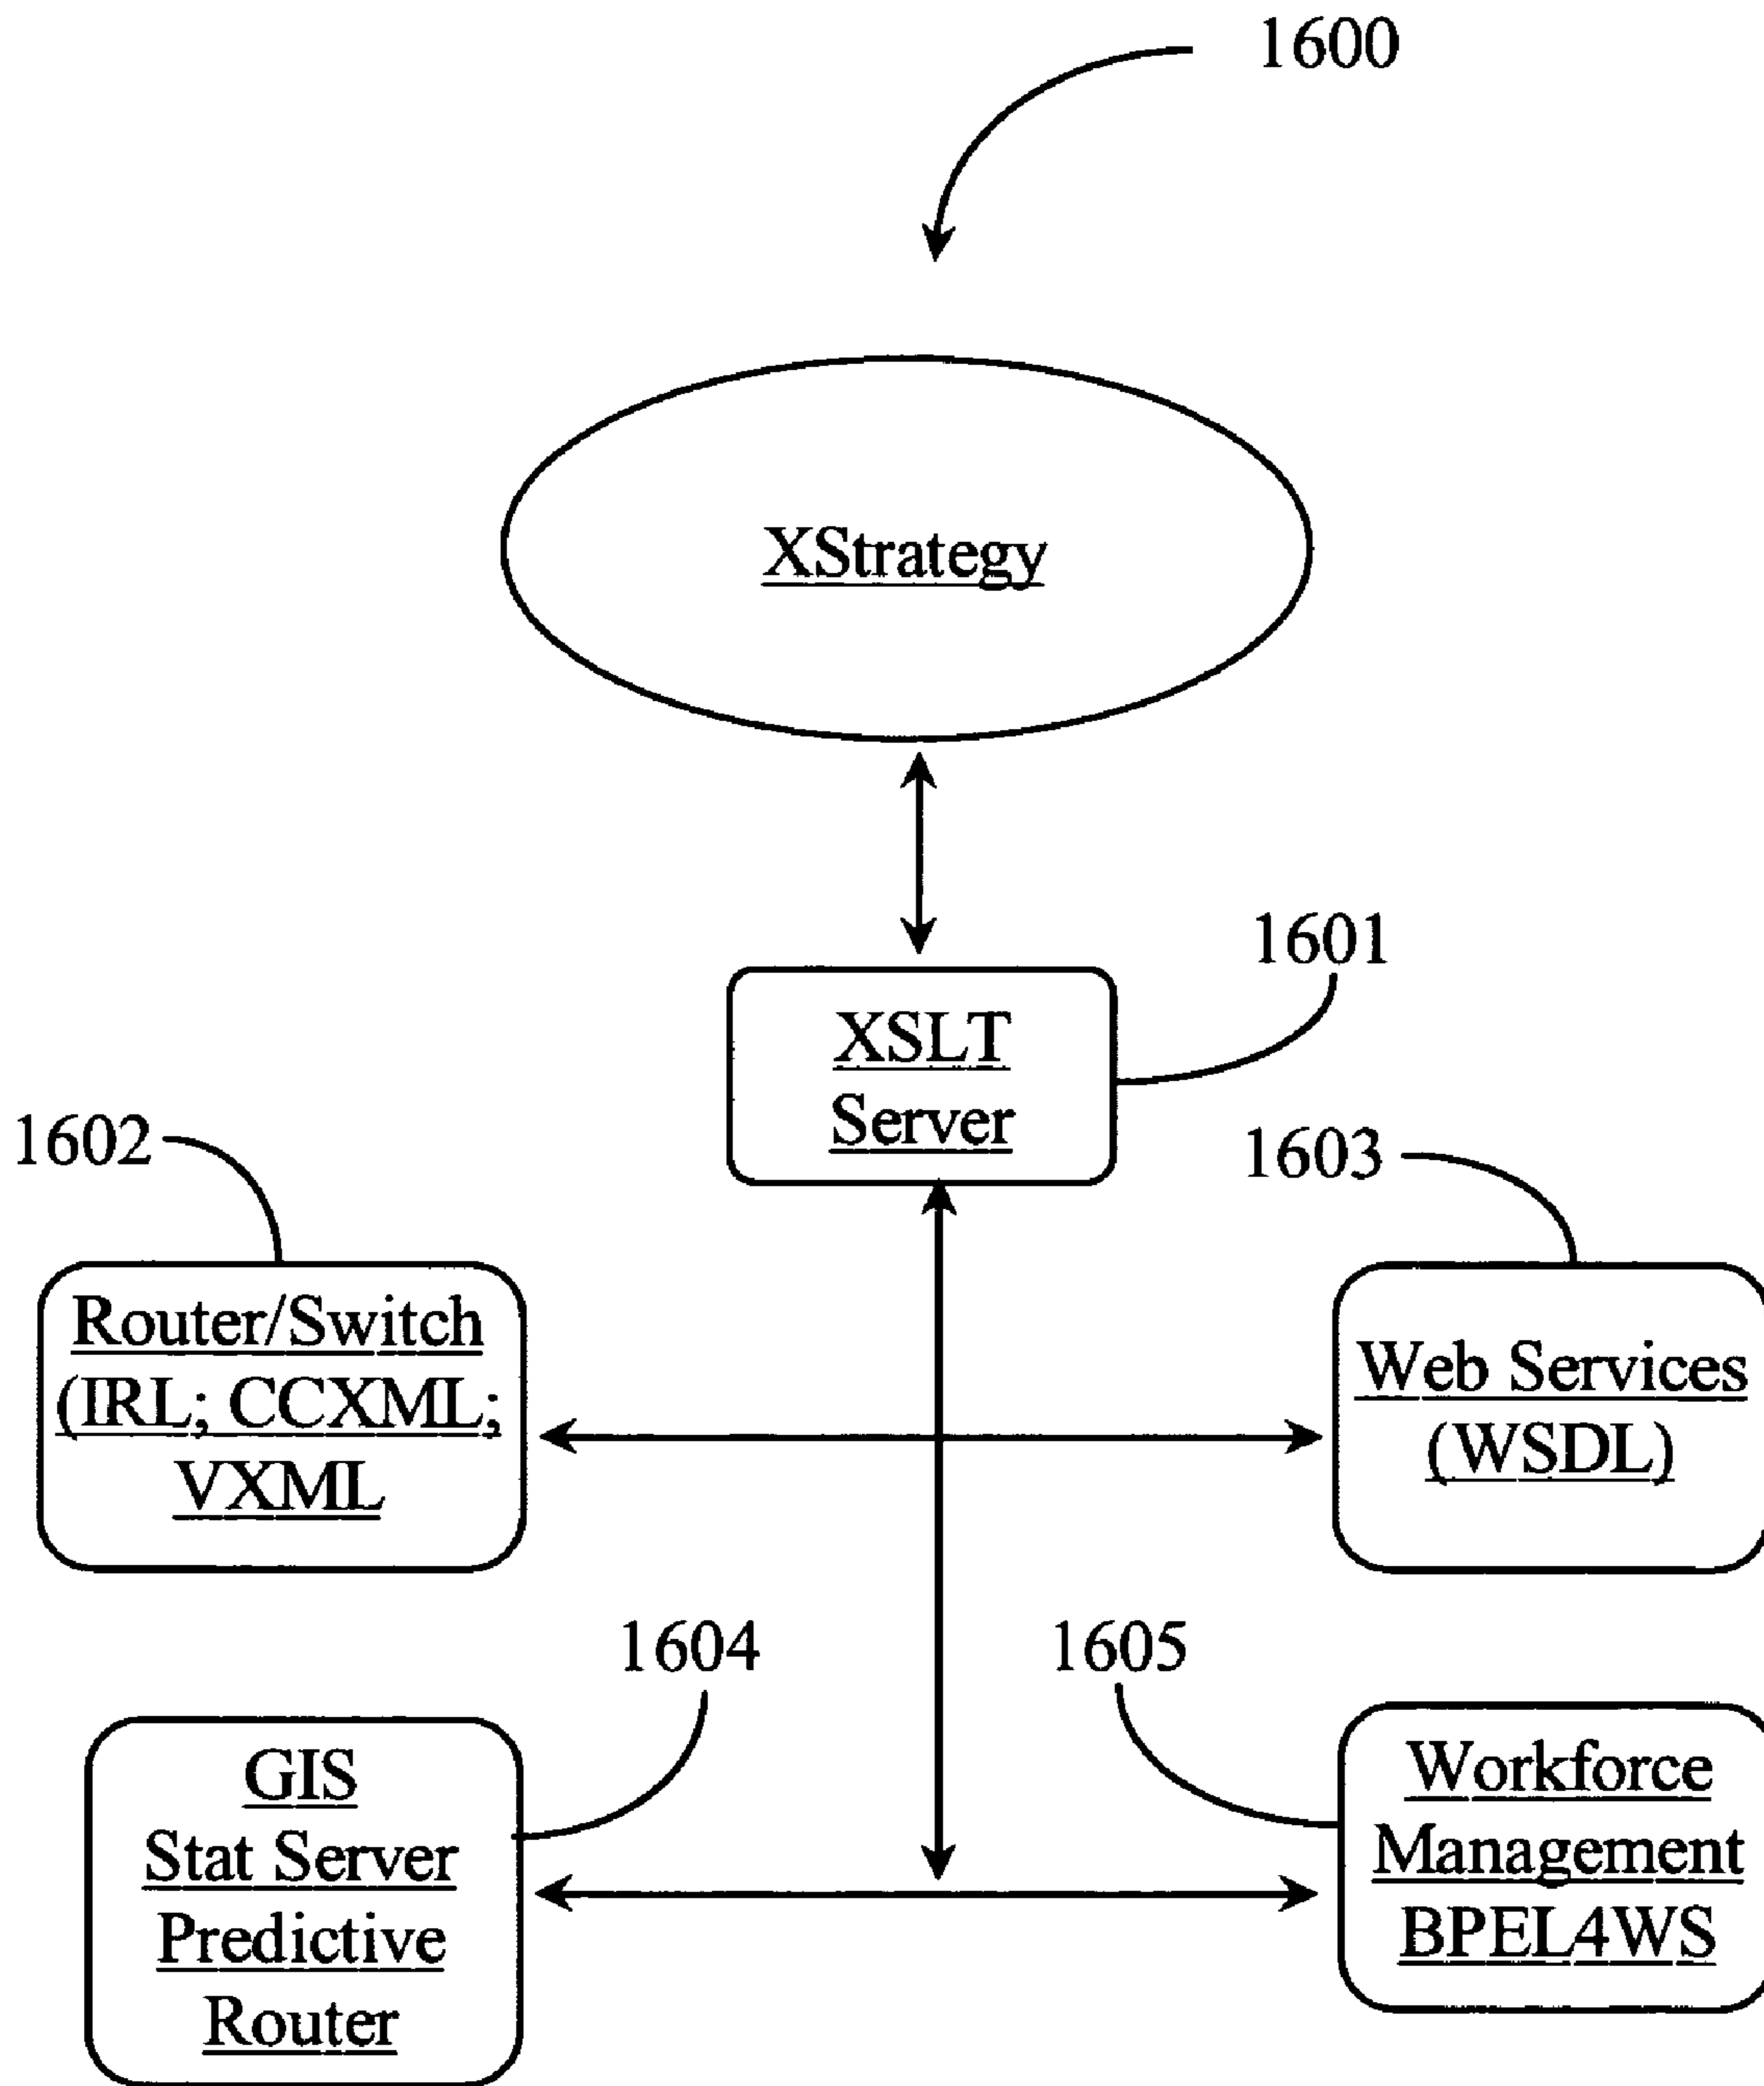 1600
XStrategy
1601
XSLT
Server
1602
1603
Router/Switch
(IRL; CCXML;
VXML
Web Services
(WSDL)
1604
1605
GIS
Stat Server
Predictive
Router
Workforce
Management
BPEL4WS